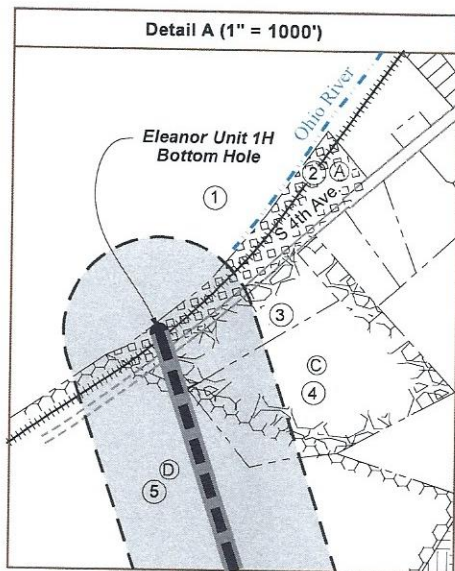 Detail A (1" = 1000')
Eleanor Unit 1H
Bottom Hole
Ohio River
1
2 A
S 4th Ave.
3
C
4
D
5